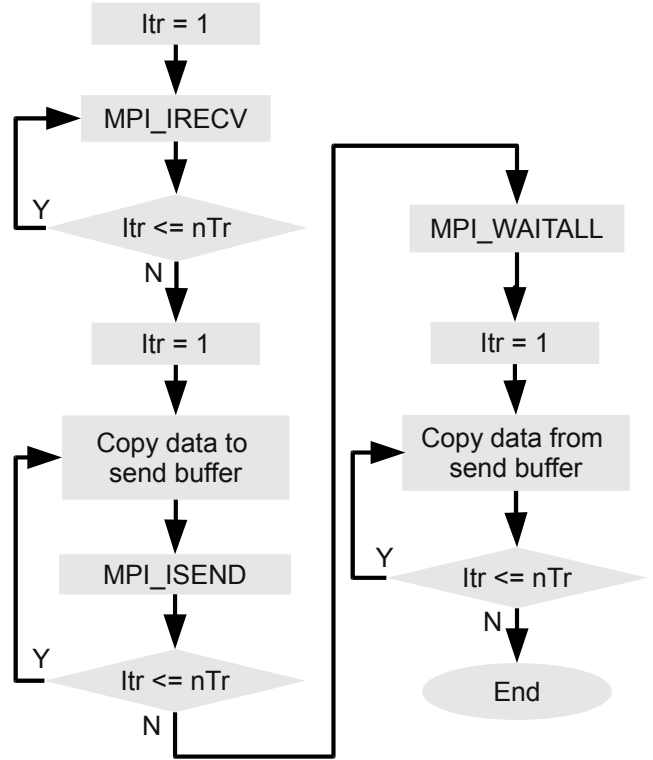 Itr = 1
MPI_IRECV
Y
Itr <= nTr
N
Itr = 1
Copy data to
send buffer
MPI_ISEND
Y
Itr <= nTr
N
MPI_WAITALL
Itr = 1
Copy data from
send buffer
Y
Itr <= nTr
N
End